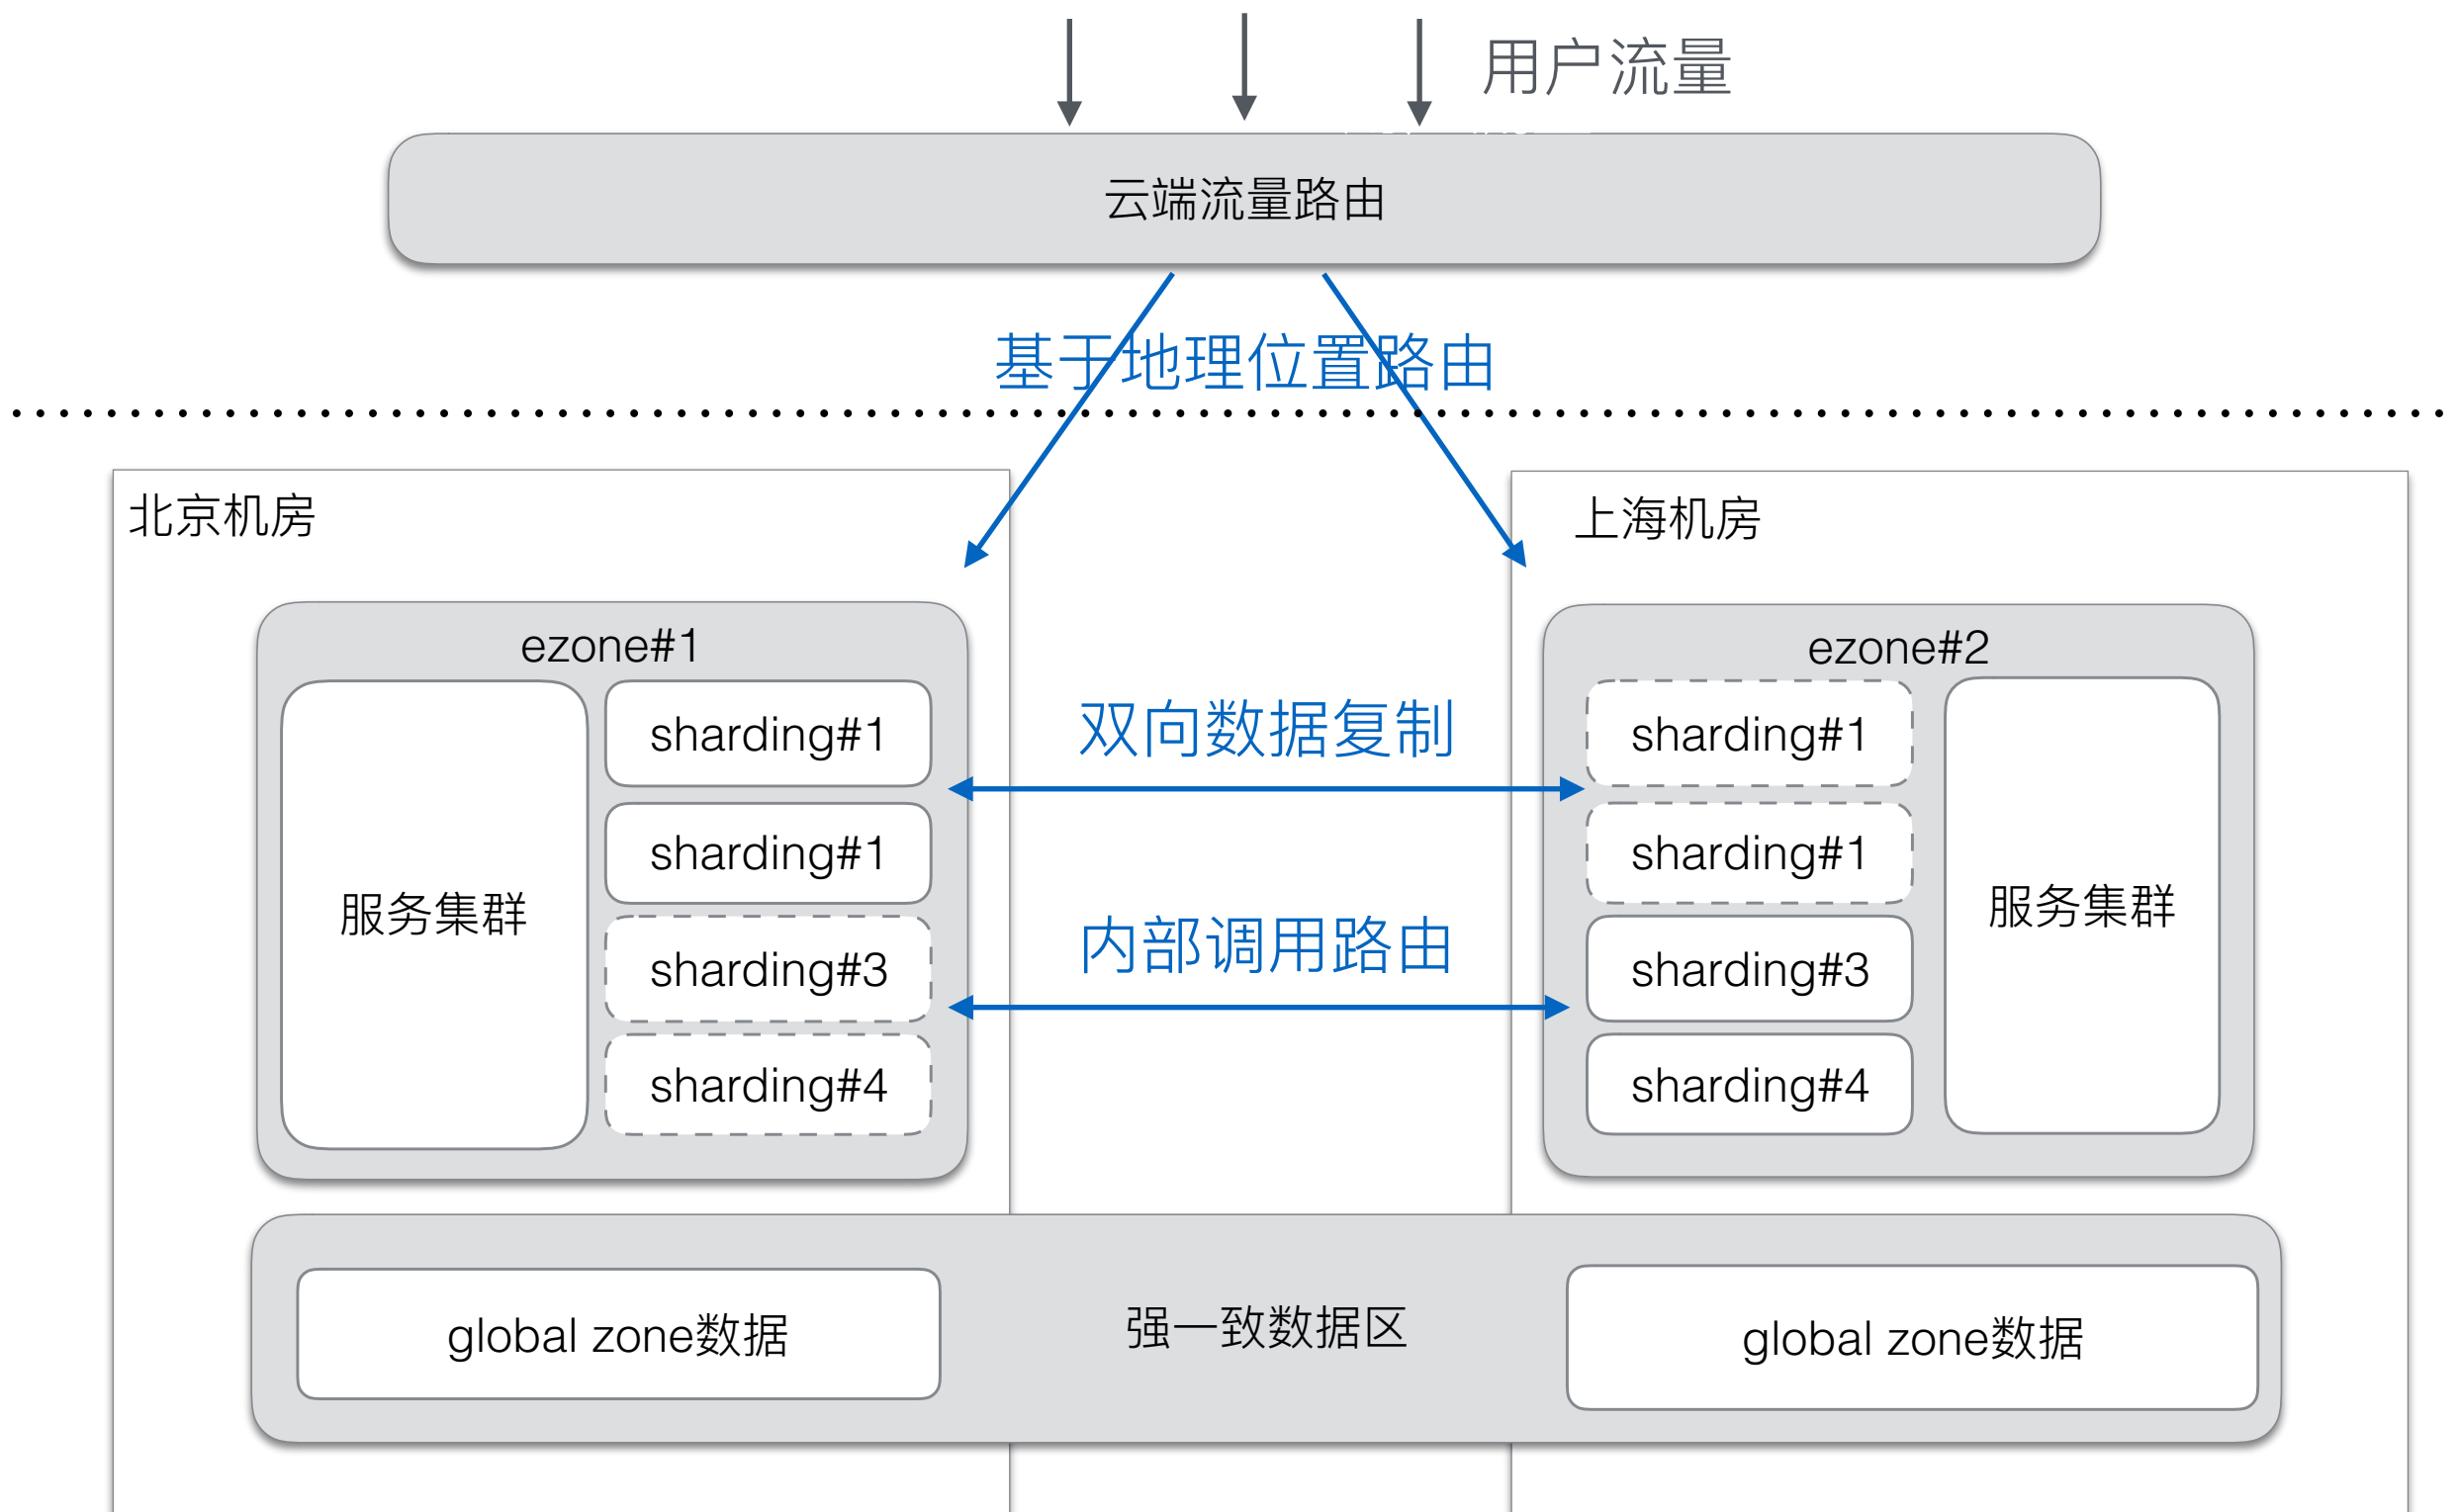 用户流量
云端流量路由
基于地理位置路由
北京机房
上海机房
ezone#1
服务集群
sharding#1
sharding#1
sharding#3
sharding#4
双向数据复制
内部调用路由
ezone#2
sharding#1
sharding#1
sharding#3
sharding#4
服务集群
global zone数据
强一致数据区
global zone数据